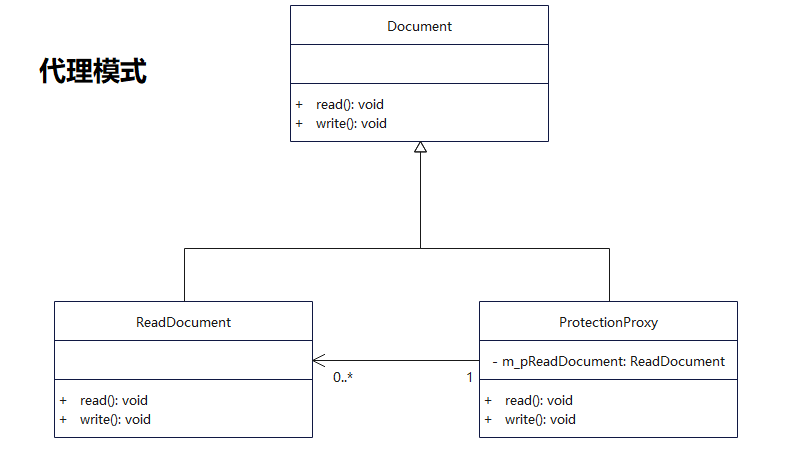 Document
代理模式
+ read(): void
+ write(): void
ReadDocument
ProtectionProxy
- m_pReadDocument: ReadDocument
0..*
1
+ read(): void
+ write(): void
+ read(): void
+ write(): void